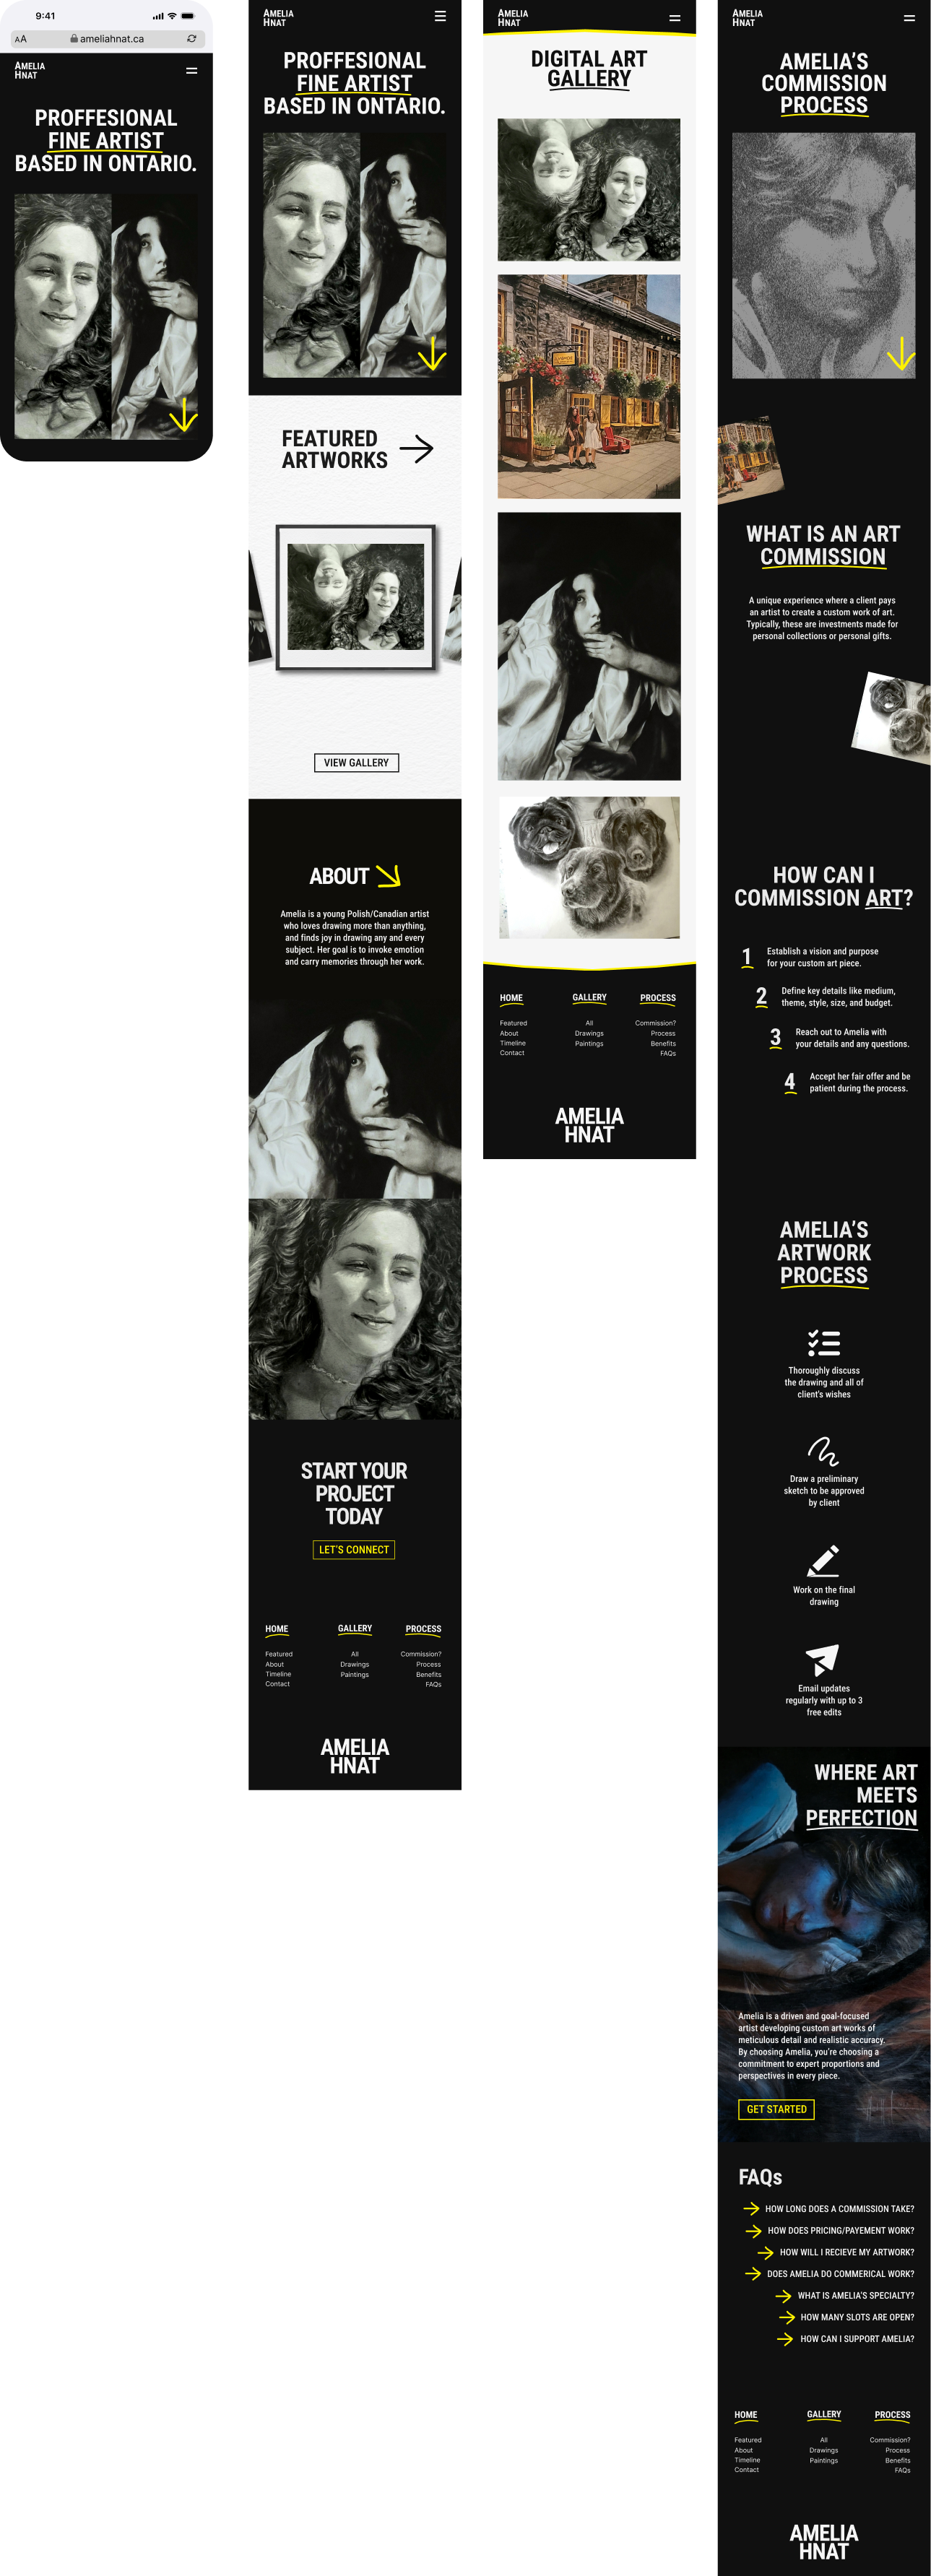 9:41
AA
ameliahnat.ca
AMELIA
HNAT
PROFFESIONAL
FINE ARTIST
BASED IN ONTARIO.
AMELIA
HNAT
PROFFESIONAL
FINE ARTIST
BASED IN ONTARIO.
FEATURED
ARTWORKS
VIEW GALLERY
ABOUT
Amelia is a young Polish/Canadian artist
who loves drawing more than anything,
and finds joy in drawing any and every
subject. Her goal is to invoke emotion
and carry memories through her work.
START YOUR
PROJECT
TODAY
LET'S CONNECT
HOME
Featured
About
Timeline
Contact
GALLERY
All
Drawings
Paintings
PROCESS
Commission?
Process
Benefits
FAQs
AMELIA
HNAT
AMELIA
HNAT
DIGITAL ART
GALLERY
HOME
Featured
About
Timeline
Contact
GALLERY
All
Drawings
Paintings
PROCESS
Commission?
Process
Benefits
FAQs
AMELIA
HNAT
AMELIA
HNAT
AMELIA'S
COMMISSION
PROCESS
WHAT IS AN ART
COMMISSION
A unique experience where a client pays
an artist to create a custom work of art.
Typically, these are investments made for
personal collections or personal gifts.
HOW CAN I
COMMISSION ART?
1
Establish a vision and purpose
for your custom art piece.
2
Define key details like medium,
theme, style, size, and budget.
3
Reach out to Amelia with
your details and any questions.
4
Accept her fair offer and be
patient during the process.
AMELIA'S
ARTWORK
PROCESS
Thoroughly discuss
the drawing and all of
client's wishes
Draw a preliminary
sketch to be approved
by client
Work on the final
drawing
Email updates
regularly with up to 3
free edits
WHERE ART
MEETS
PERFECTION
Amelia is a driven and goal-focused
artist developing custom art works of
meticulous detail and realistic accuracy.
By choosing Amelia, you're choosing a
commitment to expert proportions and
perspectives in every piece.
GET STARTED
FAQs
HOW LONG DOES A COMMISSION TAKE?
HOW DOES PRICING/PAYEMENT WORK?
HOW WILL I RECIEVE MY ARTWORK?
DOES AMELIA DO COMMERICAL WORK?
WHAT IS AMELIA'S SPECIALTY?
HOW MANY SLOTS ARE OPEN?
HOW CAN I SUPPORT AMELIA?
HOME
Featured
About
Timeline
Contact
GALLERY
All
Drawings
Paintings
PROCESS
Commission?
Process
Benefits
FAQs
AMELIA
HNAT